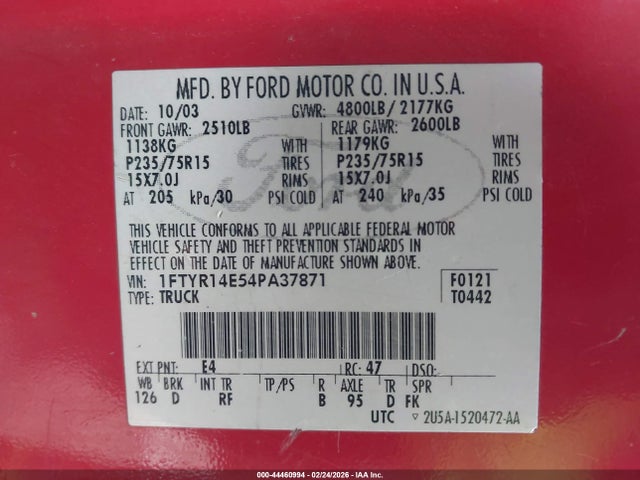 MFD. BY FORD MOTOR CO. IN U.S.A.
DATE: 10/03 GVWR: 4800LB/2177KG
FRONT GAWR: 2510LB REAR GAWR: 2600LB
1138KG WITH 1179KG WITH
P235/75R15 TIRES P235/75R15 TIRES
15X7.0J RIMS 15X7.0J RIMS
AT 205 kPa/30 PSI COLD AT 240 kPa/35 PSI COLD
Ford
THIS VEHICLE CONFORMS TO ALL APPLICABLE FEDERAL MOTOR
VEHICLE SAFETY AND THEFT PREVENTION STANDARDS IN
EFFECT ON THE DATE OF MANUFACTURE SHOWN ABOVE.
VIN: 1FTYR14E54PA37871 F0121
TYPE: TRUCK T0442
EXT PNT: E4 RC: 47 DSO:
WB BRK INT TR TP/PS R AXLE TR SPR
126 D RF B 95 D FK
UTC 2U5A-1520472-AA
000-44460994 - 02/24/2026 - IAA Inc.